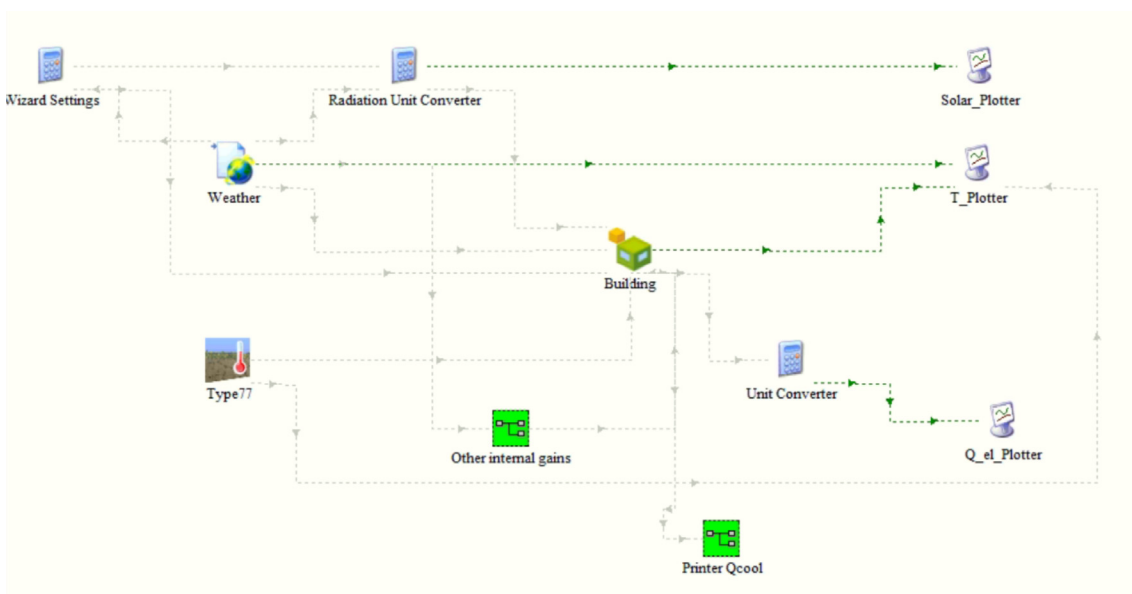 Wizard Settings
Radiation Unit Converter
Solar_Plotter
Weather
T_Plotter
Building
Type77
Unit Converter
Other internal gains
Q_el_Plotter
Printer Qcool